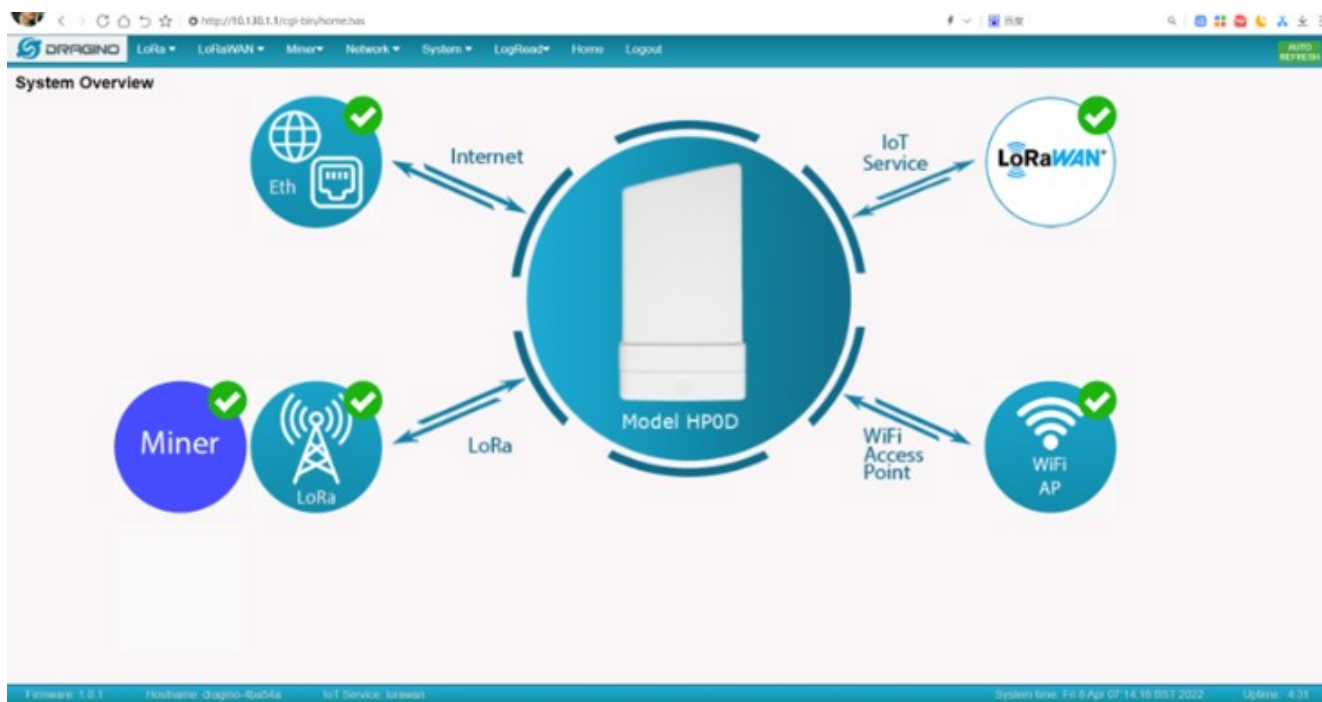 http://10.130.1.1/cgi-bin/home.has
百度
DRAGINO LoRa LoRaWAN Miner Network System LogRead Home Logout
AUTO
REFRESH
System Overview
Eth
Internet
IoT
Service
LoRaWAN
Model HP0D
Miner
LoRa
LoRa
WiFi
Access
Point
WiFi
AP
Firmware: 1.0.1 Hostname: dragino-4ba54a IoT Service: lorawan System time: Fri 8 Apr 07:14:16 BST 2022 Uptime: 4:31